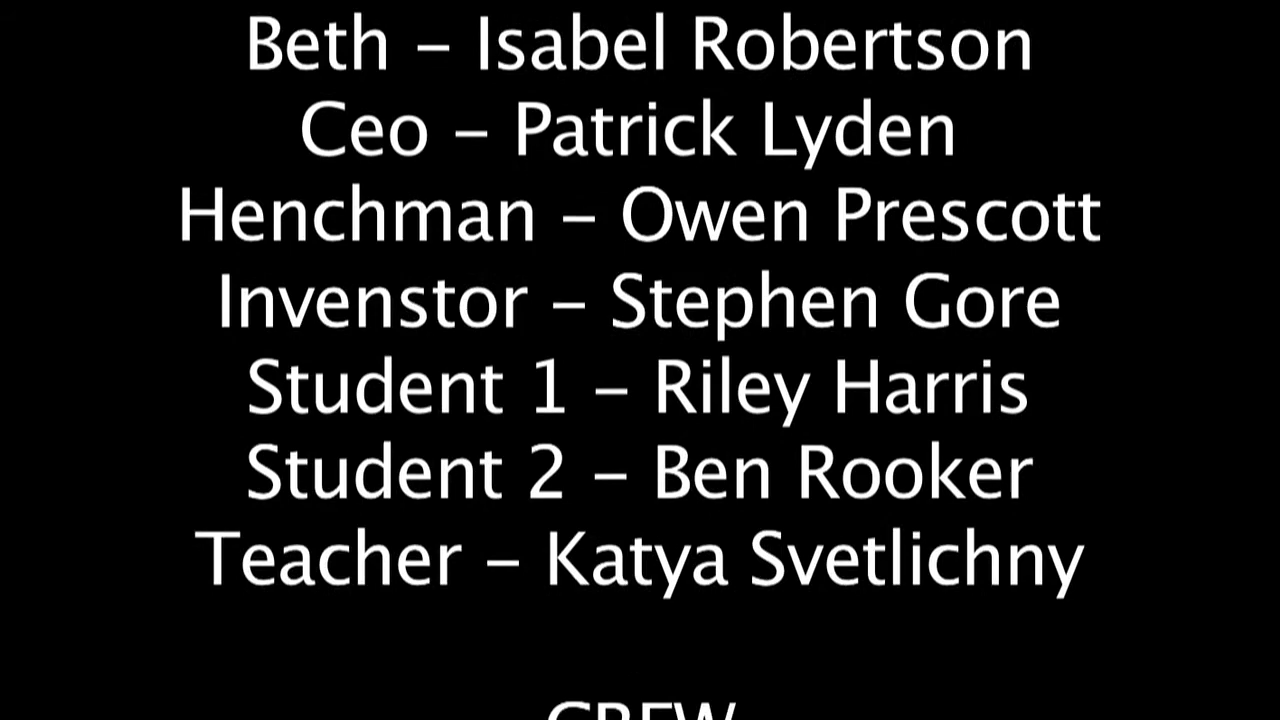 Beth – Isabel Robertson
Ceo – Patrick Lyden
Henchman – Owen Prescott
Invenstor – Stephen Gore
Student 1 – Riley Harris
Student 2 – Ben Rooker
Teacher – Katya Svetlichny
CREW